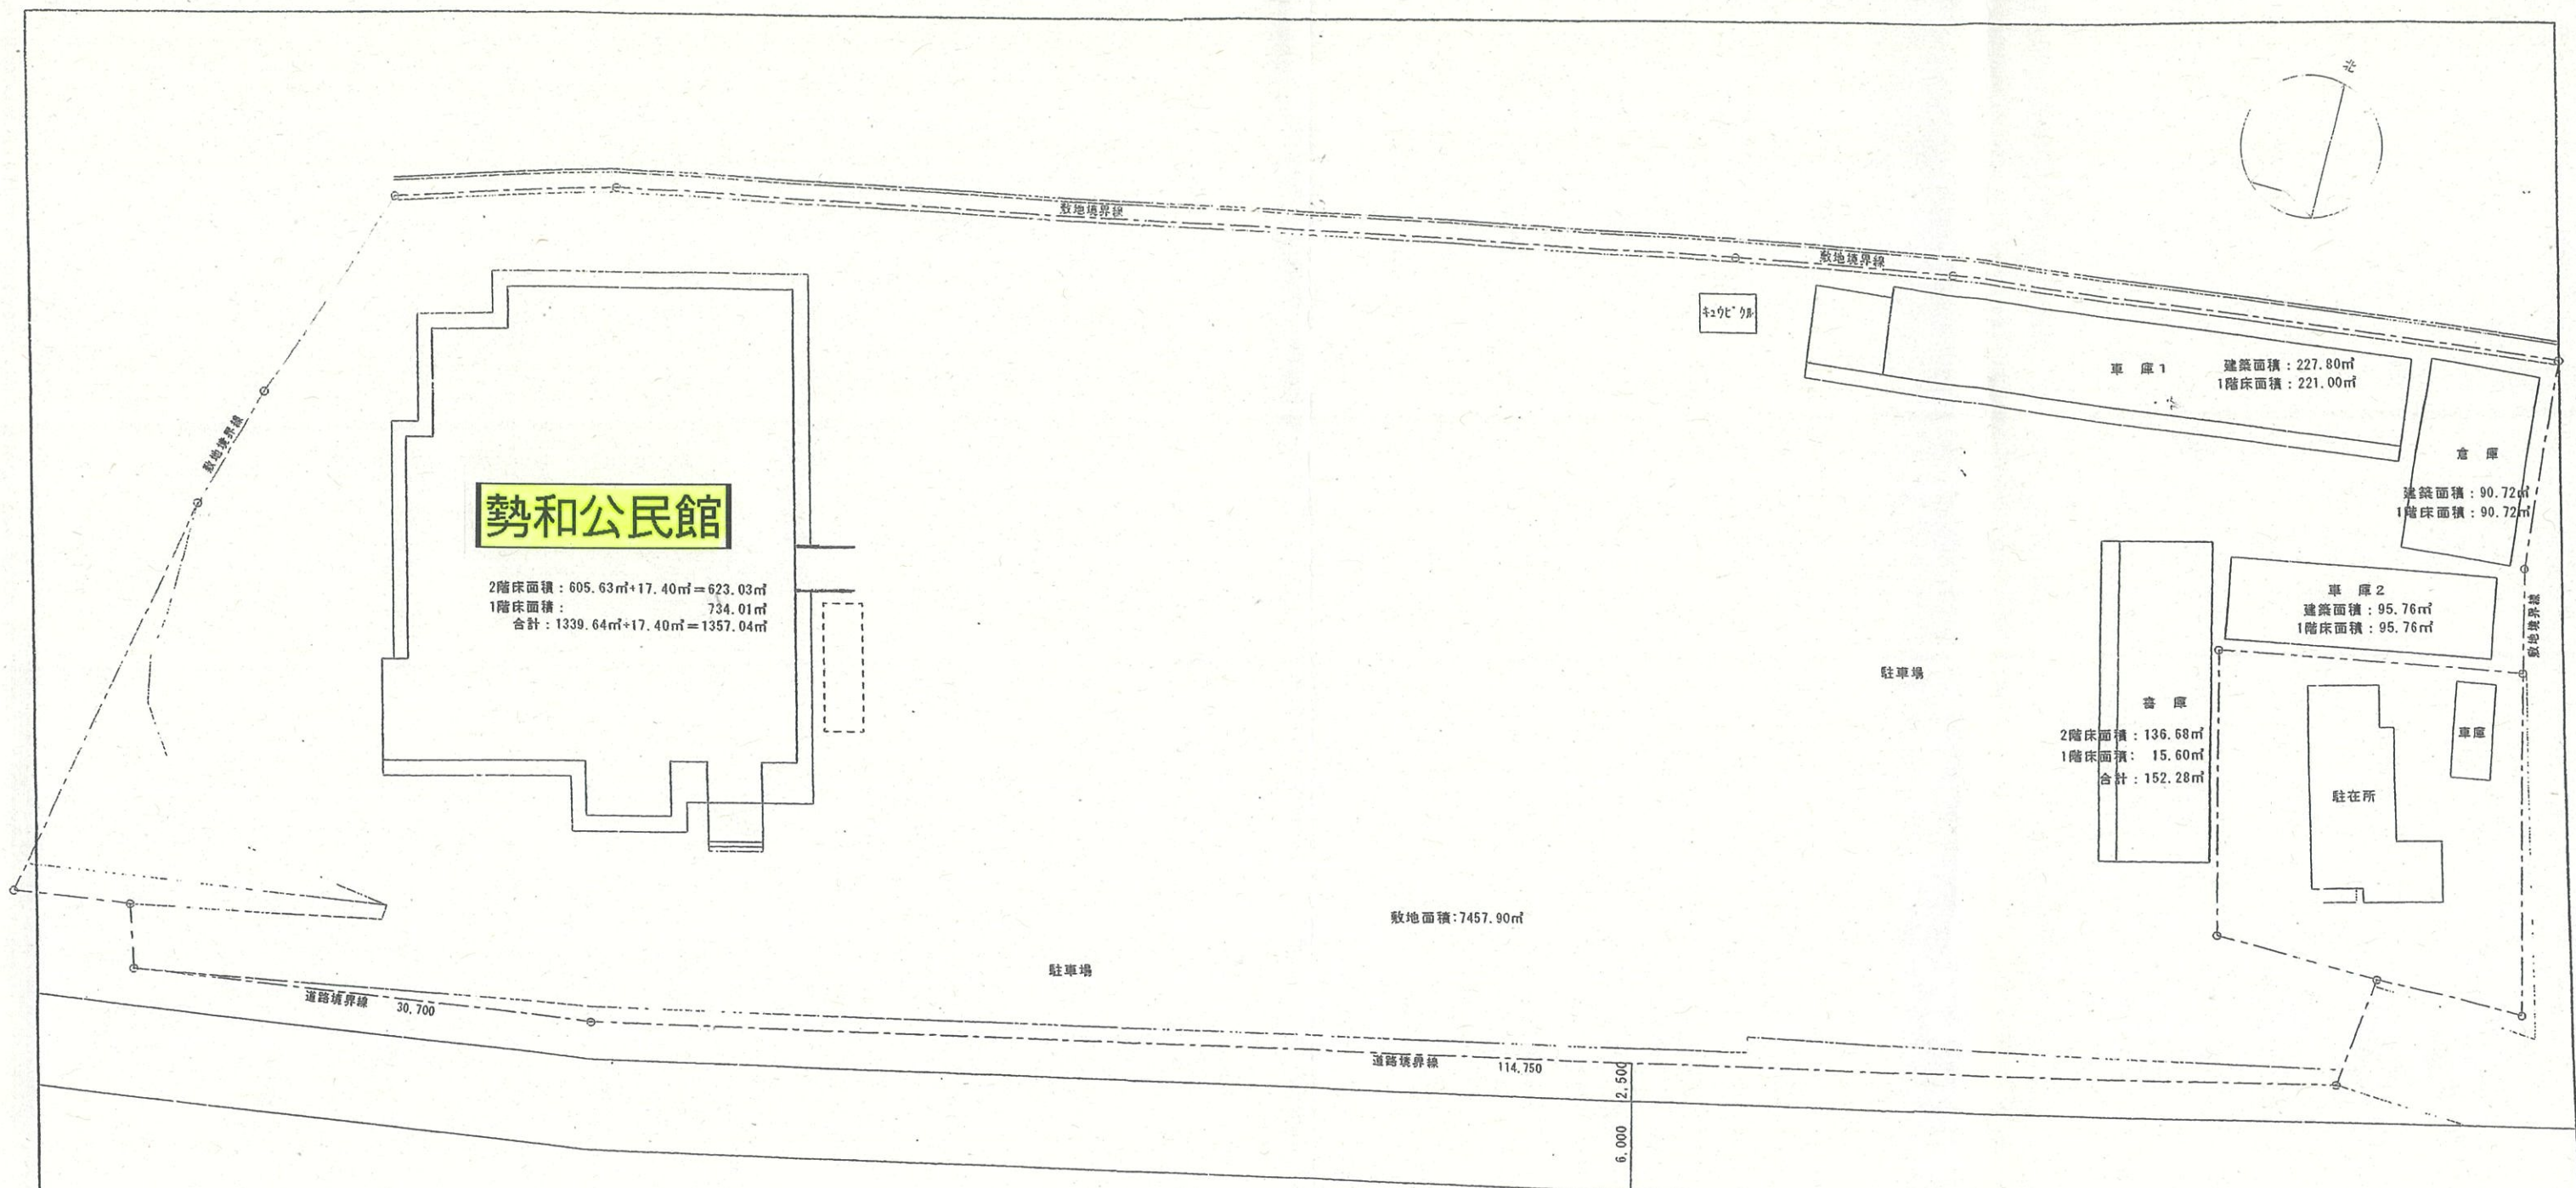 北
敷地境界線
敷地境界線
キュウビクル
車 庫 1
建築面積：227.80㎡
1階床面積：221.00㎡
敷地境界線
倉 庫
建築面積：90.72㎡
1階床面積：90.72㎡
勢和公民館
2階床面積：605.63㎡+17.40㎡＝623.03㎡
1階床面積： 734.01㎡
合計：1339.64㎡+17.40㎡＝1357.04㎡
車 庫 2
建築面積：95.76㎡
1階床面積：95.76㎡
敷地境界線
駐車場
書 庫
2階床面積：136.68㎡
1階床面積： 15.60㎡
合計：152.28㎡
車庫
駐在所
敷地面積：7457.90㎡
駐車場
道路境界線 30.700
道路境界線 114.750
2.500
6.000